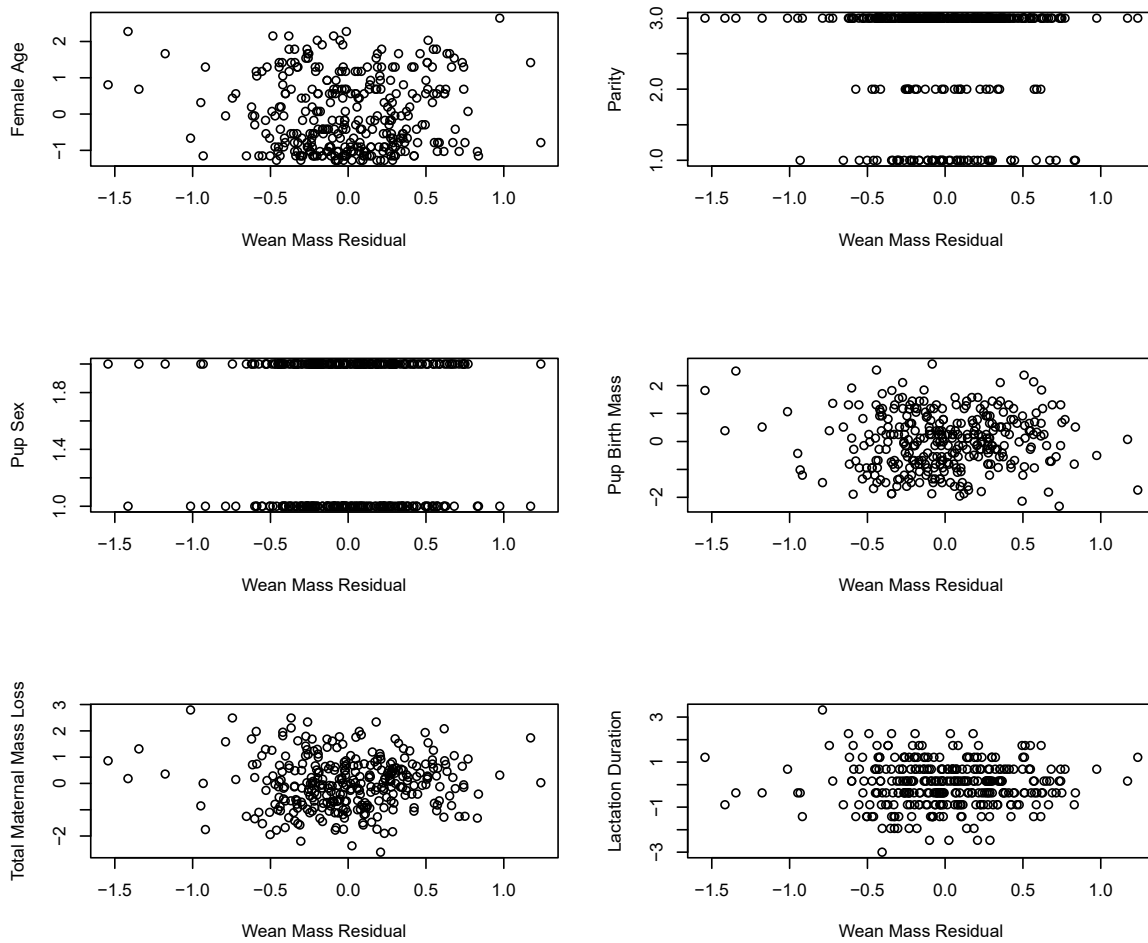 Female Age
2
1
0
−1
−1.5 −1.0 −0.5 0.0 0.5 1.0
Wean Mass Residual
Parity
3.0
2.0
1.0
−1.5 −1.0 −0.5 0.0 0.5 1.0
Wean Mass Residual
Pup Sex
1.8
1.4
1.0
−1.5 −1.0 −0.5 0.0 0.5 1.0
Wean Mass Residual
Pup Birth Mass
2
0
−2
−1.5 −1.0 −0.5 0.0 0.5 1.0
Wean Mass Residual
Total Maternal Mass Loss
3
2
1
0
−2
−1.5 −1.0 −0.5 0.0 0.5 1.0
Wean Mass Residual
Lactation Duration
3
1
−1
−3
−1.5 −1.0 −0.5 0.0 0.5 1.0
Wean Mass Residual